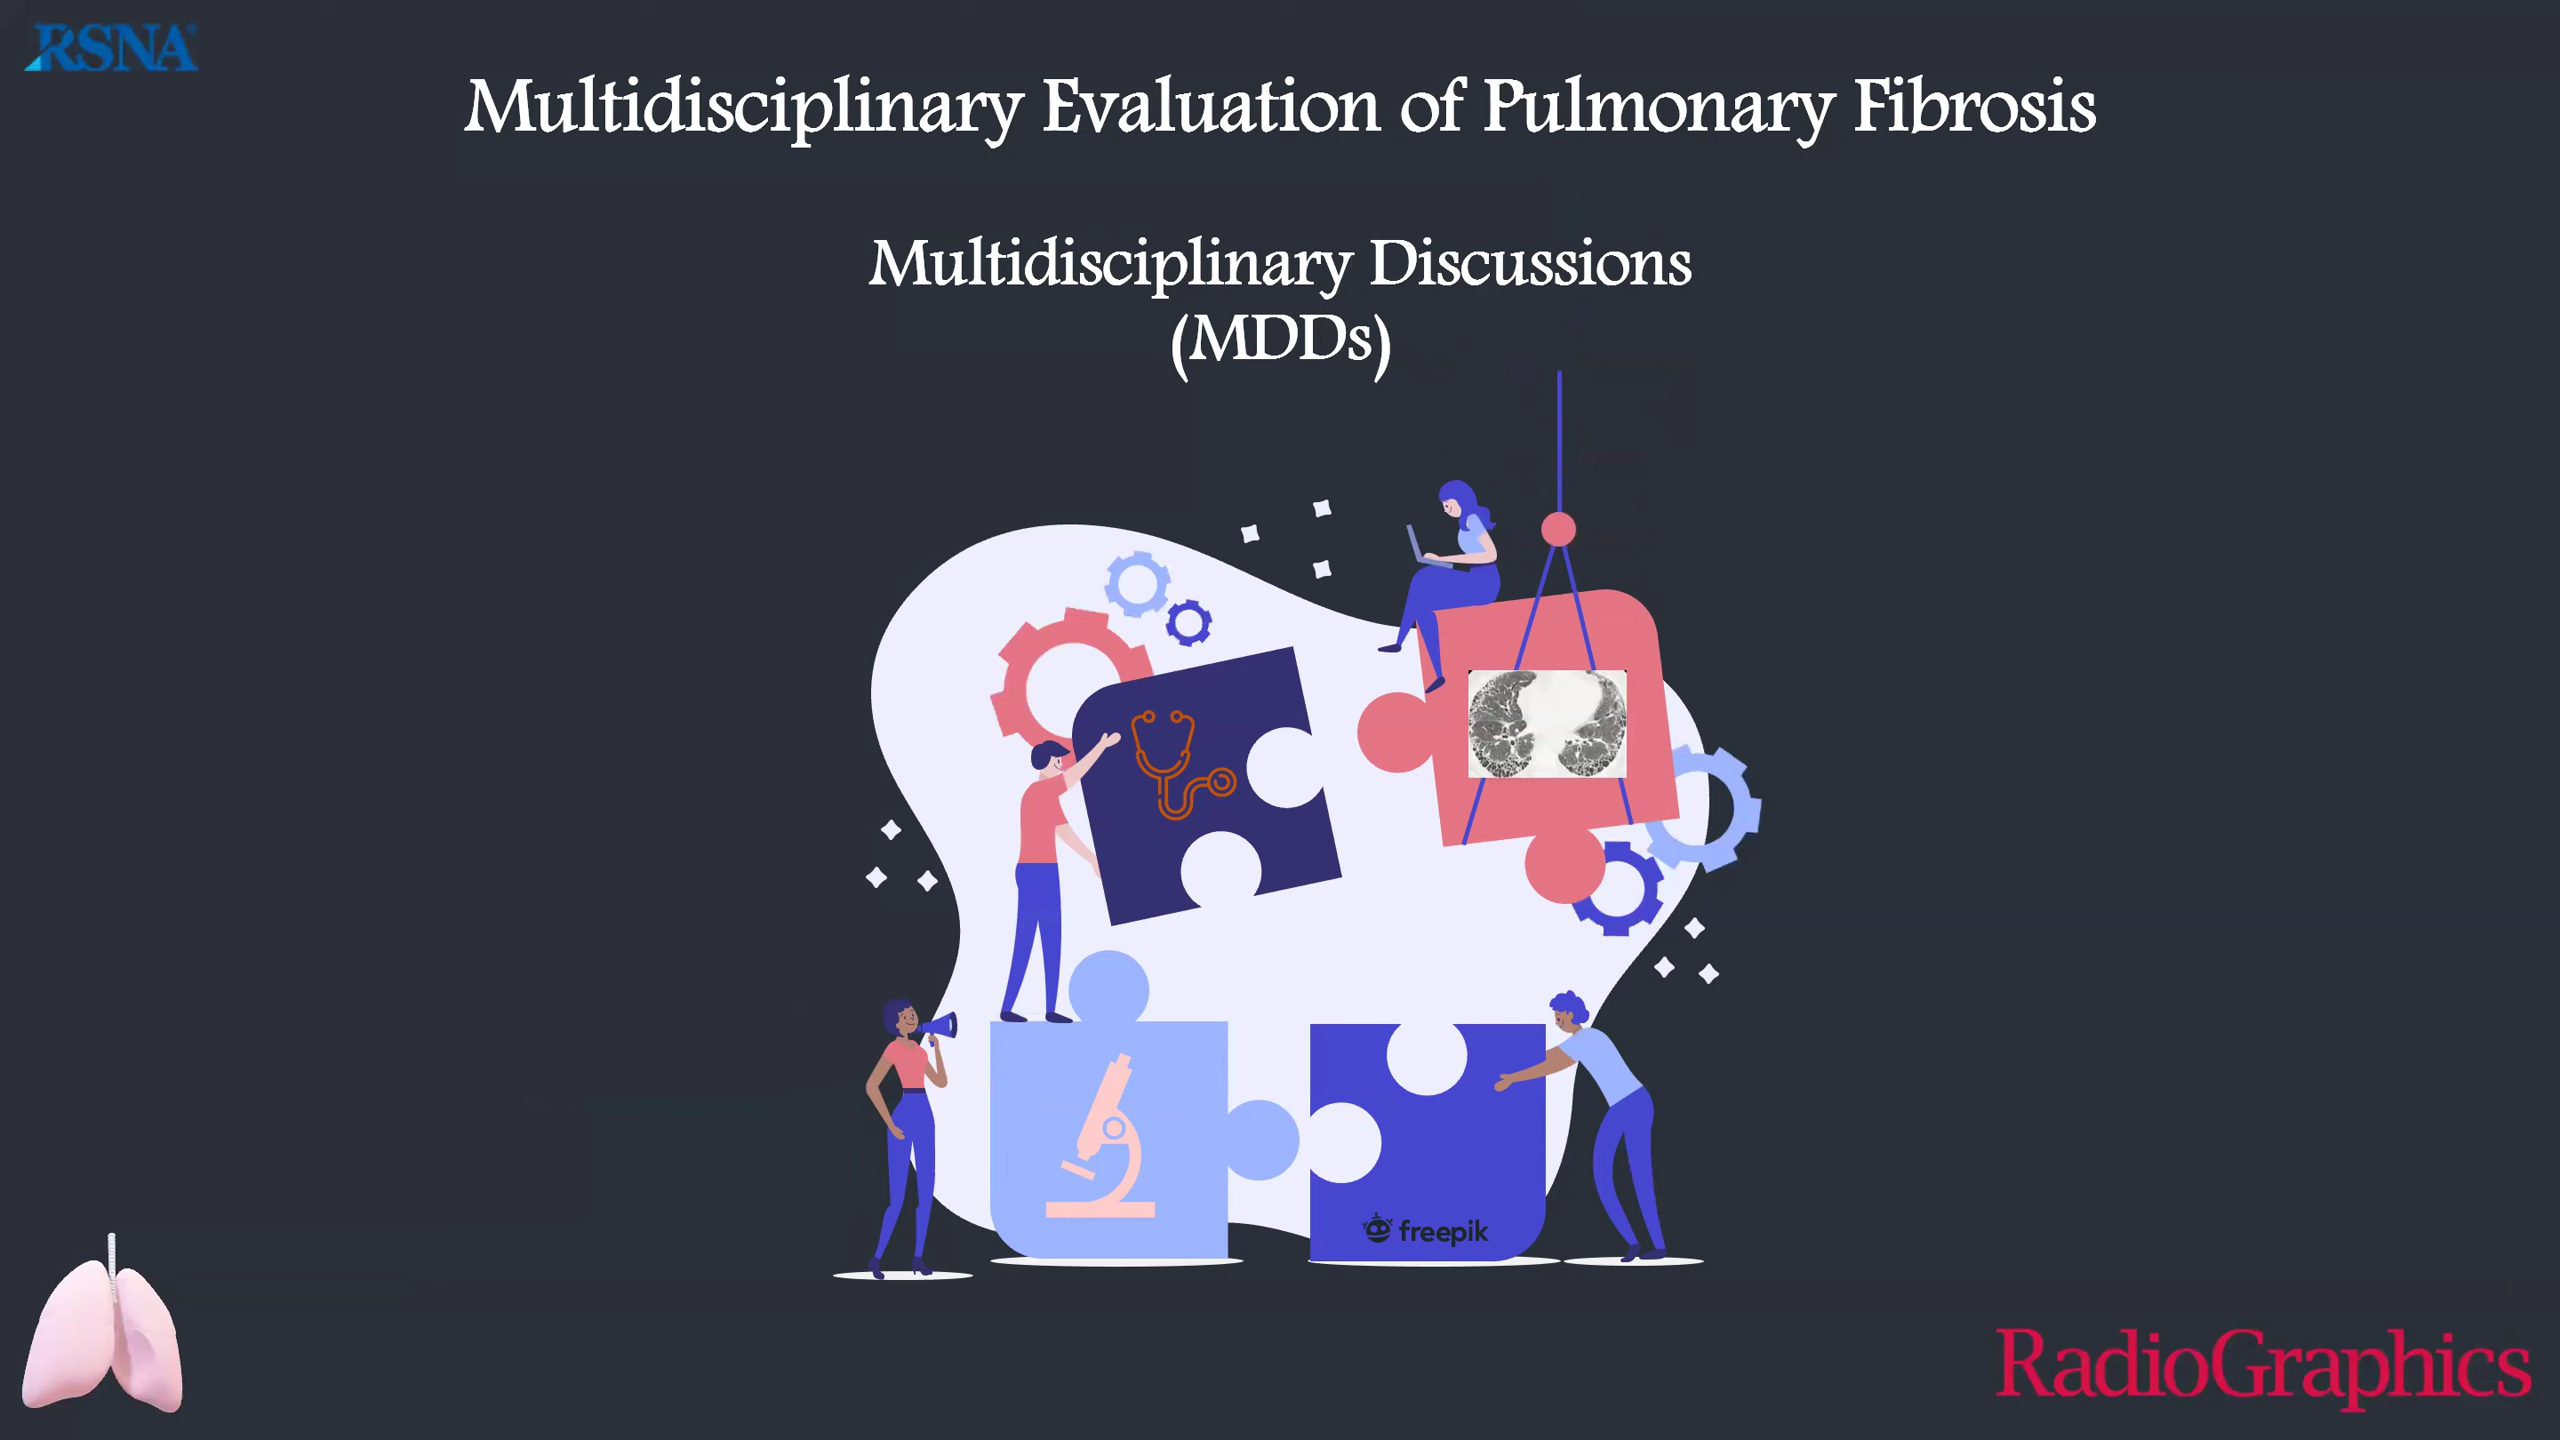 RSNA®
Multidisciplinary Evaluation of Pulmonary Fibrosis
Multidisciplinary Discussions
(MDDs)
freepik
RadioGraphics